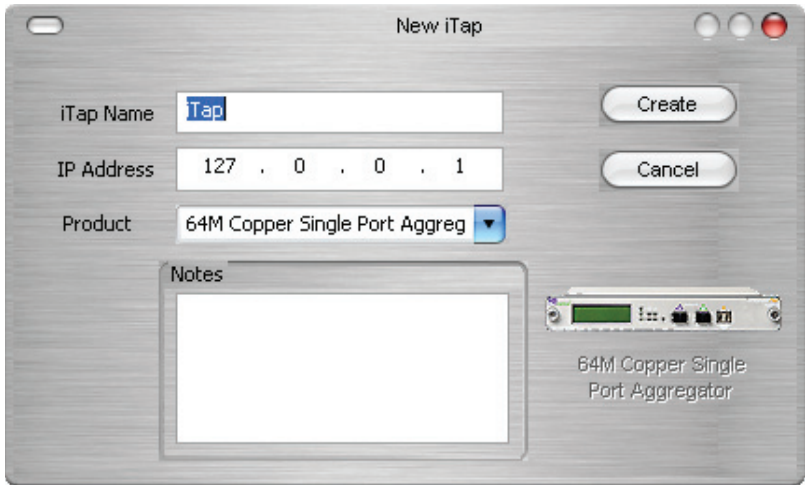 New iTap
iTap Name
iTap
Create
IP Address
127 . 0 . 0 . 1
Cancel
Product
64M Copper Single Port Aggreg
Notes
64M Copper Single
Port Aggregator